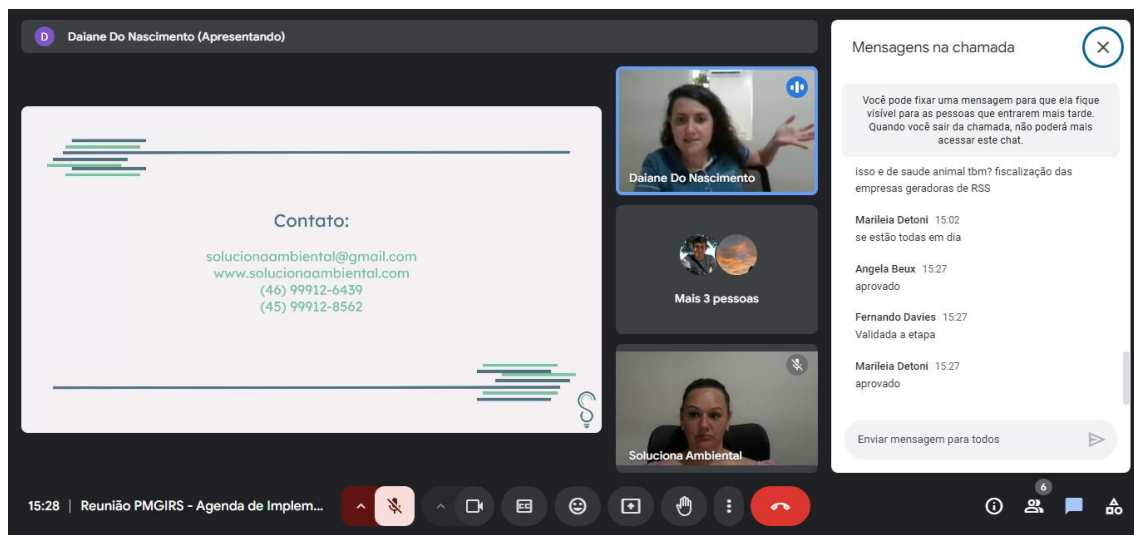 D Daiane Do Nascimento (Apresentando)
Contato:
solucionaambiental@gmail.com
www.solucionaambiental.com
(46) 99912-6439
(45) 99912-8562
Daiane Do Nascimento
Mais 3 pessoas
Soluciona Ambiental
Mensagens na chamada
Você pode fixar uma mensagem para que ela fique
visível para as pessoas que entrarem mais tarde.
Quando você sair da chamada, não poderá mais
acessar este chat.
isso e de saude animal tbm? fiscalização das
empresas geradoras de RSS
Marileia Detoni 15:02
se estão todas em dia
Angela Beux 15:27
aprovado
Fernando Davies 15:27
Validada a etapa
Marileia Detoni 15:27
aprovado
Enviar mensagem para todos
15:28 | Reunião PMGIRS - Agenda de Implem...
CC
6